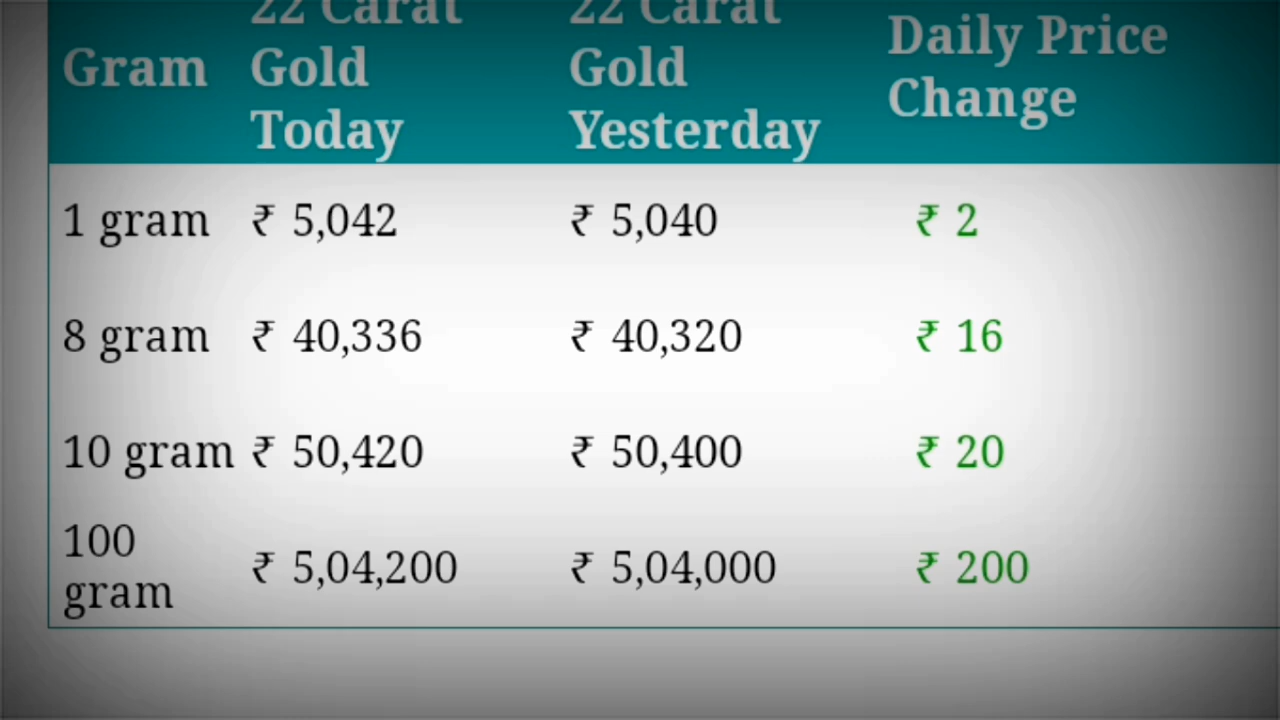 Gram
22 Carat
Gold
Today
22 Carat
Gold
Yesterday
Daily Price
Change
1 gram ₹ 5,042 ₹ 5,040 ₹ 2
8 gram ₹ 40,336 ₹ 40,320 ₹ 16
10 gram ₹ 50,420 ₹ 50,400 ₹ 20
100
gram ₹ 5,04,200 ₹ 5,04,000 ₹ 200